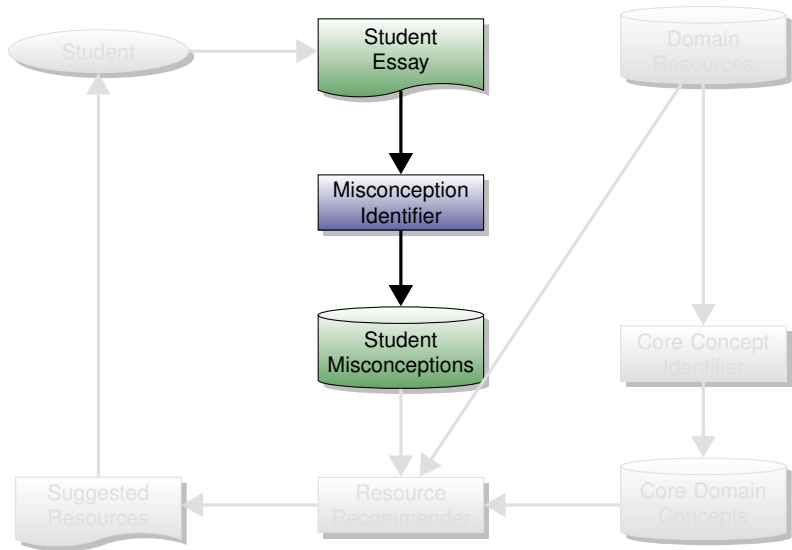 Student
Student
Essay
Domain
Resources
Misconception
Identifier
Student
Misconceptions
Core Concept
Identifier
Suggested
Resources
Resource
Recommender
Core Domain
Concepts